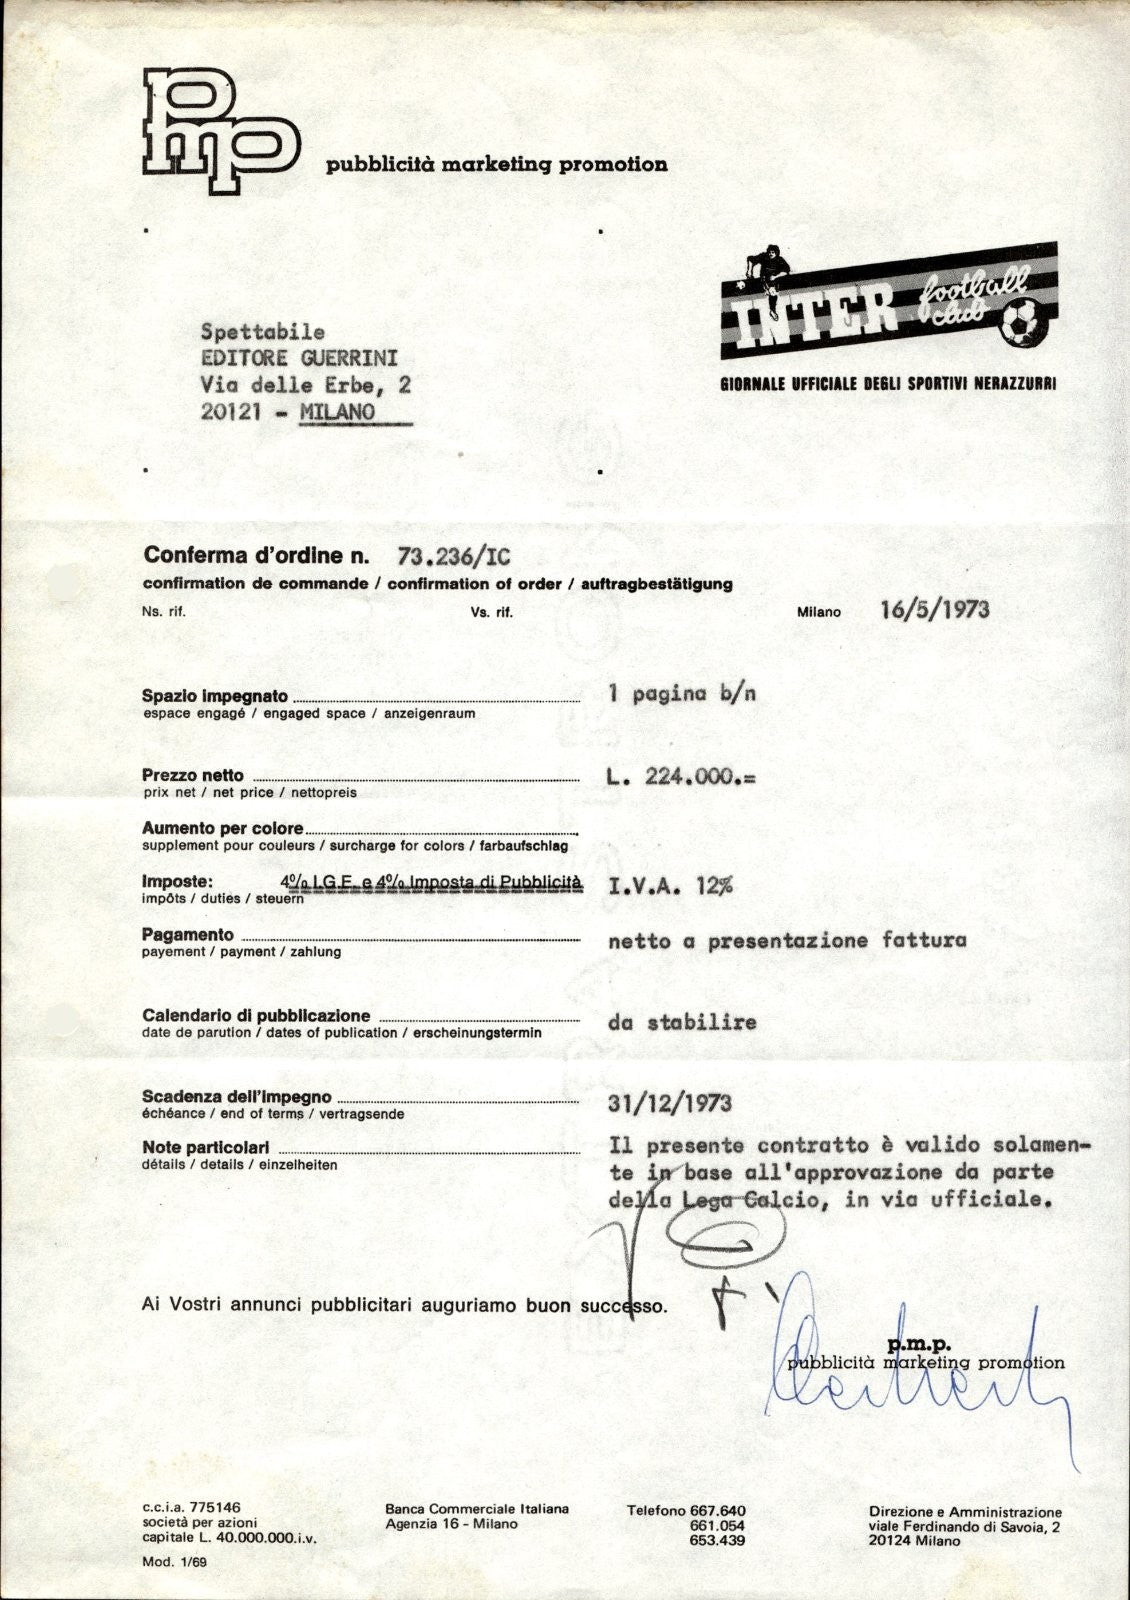 pmp
pubblicità marketing promotion
INTER football club
GIORNALE UFFICIALE DEGLI SPORTIVI NERAZZURRI
Spettabile
EDITORE GUERRINI
Via delle Erbe, 2
20121 - MILANO
Conferma d'ordine n. 73.236/IC
confirmation de commande / confirmation of order / auftragbestätigung
Ns. rif. Vs. rif. Milano 16/5/1973
Spazio impegnato 1 pagina b/n
espace engagé / engaged space / anzeigenraum
Prezzo netto L. 224.000.=
prix net / net price / nettopreis
Aumento per colore
supplement pour couleurs / surcharge for colors / farbaufschlag
Imposte: 4% I.G.E. e 4% Imposta di Pubblicità I.V.A. 12%
impôts / duties / steuern
Pagamento netto a presentazione fattura
payement / payment / zahlung
Calendario di pubblicazione da stabilire
date de parution / dates of publication / erscheinungstermin
Scadenza dell'impegno 31/12/1973
échéance / end of terms / vertragsende
Note particolari Il presente contratto è valido solamen-
détails / details / einzelheiten
te in base all'approvazione da parte
della Lega Calcio, in via ufficiale.
Ai Vostri annunci pubblicitari auguriamo buon successo.
p.m.p.
pubblicità marketing promotion
c.c.i.a. 775146
società per azioni
capitale L. 40.000.000.i.v.
Mod. 1/69
Banca Commerciale Italiana
Agenzia 16 - Milano
Telefono 667.640
661.054
653.439
Direzione e Amministrazione
viale Ferdinando di Savoia, 2
20124 Milano